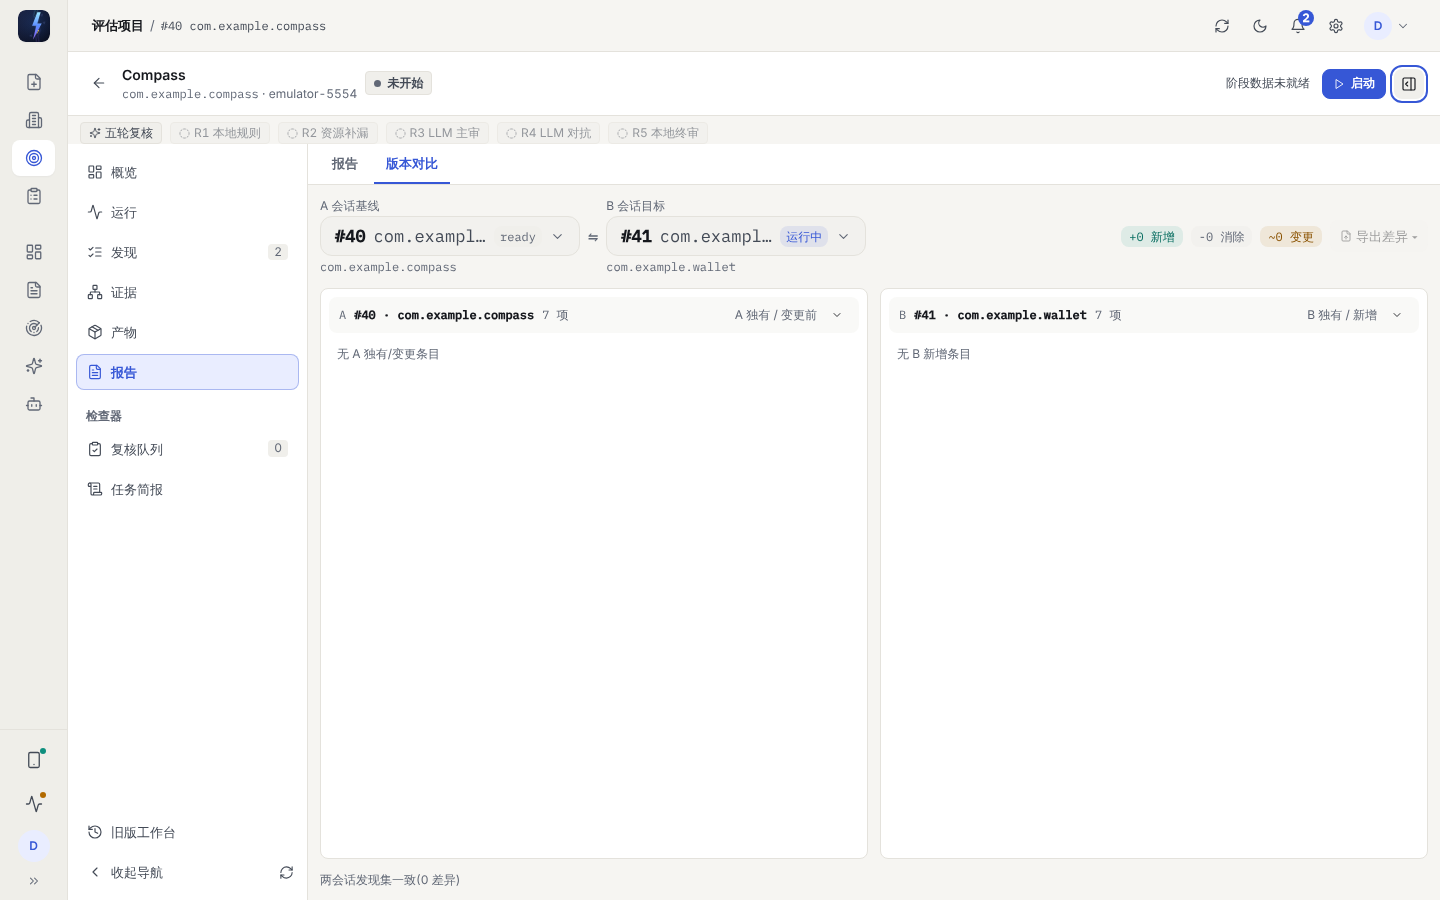 评估项目 / #40 com.example.compass
2
D
Compass
com.example.compass · emulator-5554
未开始
阶段数据未就绪
启动
五轮复核
R1 本地规则
R2 资源补漏
R3 LLM 主审
R4 LLM 对抗
R5 本地终审
概览
运行
发现 2
证据
产物
报告
检查器
复核队列 0
任务简报
旧版工作台
收起导航
D
报告
版本对比
A 会话基线
#40 com.exampl… ready
com.example.compass
⇋
B 会话目标
#41 com.exampl… 运行中
com.example.wallet
+0 新增
-0 消除
~0 变更
导出差异
A #40 · com.example.compass 7 项
A 独有 / 变更前
无 A 独有/变更条目
B #41 · com.example.wallet 7 项
B 独有 / 新增
无 B 新增条目
两会话发现集一致(0 差异)